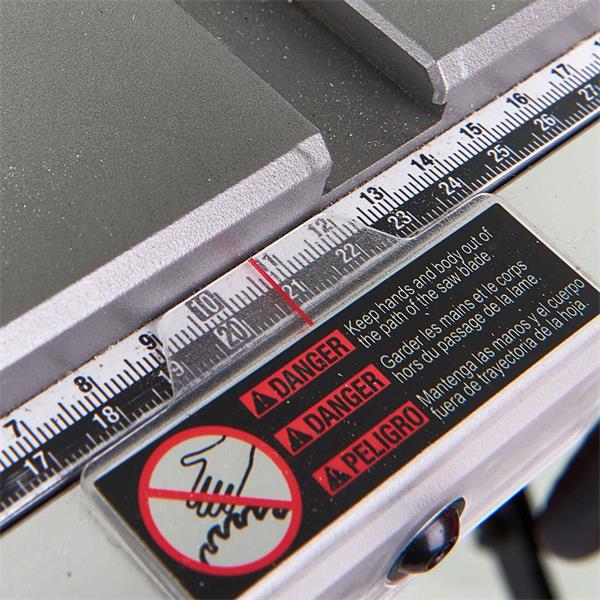 7 8 9 10 11 12 13 14 15 16 17
17 18 19 20 21 22 23 24 25 26 27
DANGER
Keep hands and body out of
the path of the saw blade.
DANGER
Garder les mains et le corps
hors du passage de la lame.
PELIGRO
Mantenga las manos y el cuerpo
fuera de trayectoria de la hoja.